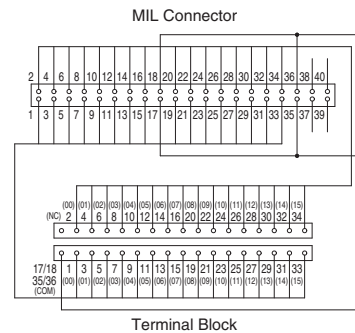 MIL Connector
2 4 6 8 10 12 14 16 18 20 22 24 26 28 30 32 34 36 38 40
1 3 5 7 9 11 13 15 17 19 21 23 25 27 29 31 33 35 37 39
(00) (01) (02) (03) (04) (05) (06) (07) (08) (09) (10) (11) (12) (13) (14) (15)
(NC) 2 4 6 8 10 12 14 16 18 20 22 24 26 28 30 32 34
17/18 1 3 5 7 9 11 13 15 19 21 23 25 27 29 31 33
35/36 (00) (01) (02) (03) (04) (05) (06) (07) (08) (09) (10) (11) (12) (13) (14) (15)
(COM)
Terminal Block